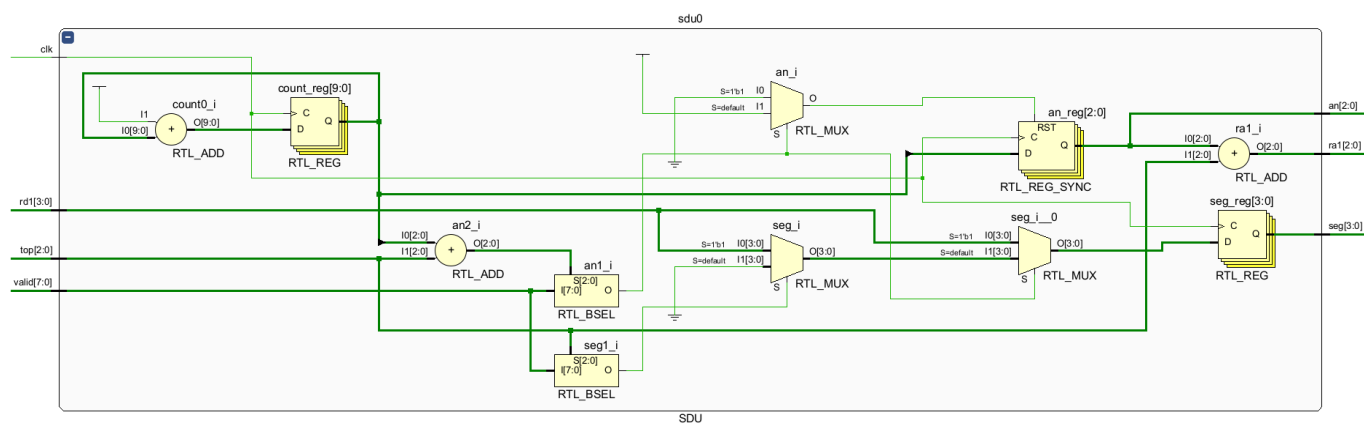 sdu0
clk
count0_i
I1
I0[9:0]
+
O[9:0]
RTL_ADD
count_reg[9:0]
C
D
Q
RTL_REG
an_i
S=1'b1
I0
S=default
I1
O
S
RTL_MUX
an_reg[2:0]
RST
C
D
Q
RTL_REG_SYNC
an[2:0]
ra1_i
I0[2:0]
I1[2:0]
+
O[2:0]
RTL_ADD
ra1[2:0]
rd1[3:0]
top[2:0]
valid[7:0]
an2_i
I0[2:0]
I1[2:0]
+
O[2:0]
RTL_ADD
an1_i
S[2:0]
I[7:0]
O
RTL_BSEL
seg1_i
S[2:0]
I[7:0]
O
RTL_BSEL
seg_i
S=1'b1
I0[3:0]
S=default
I1[3:0]
O[3:0]
S
RTL_MUX
seg_i__0
S=1'b1
I0[3:0]
S=default
I1[3:0]
O[3:0]
S
RTL_MUX
seg_reg[3:0]
C
D
Q
RTL_REG
seg[3:0]
SDU